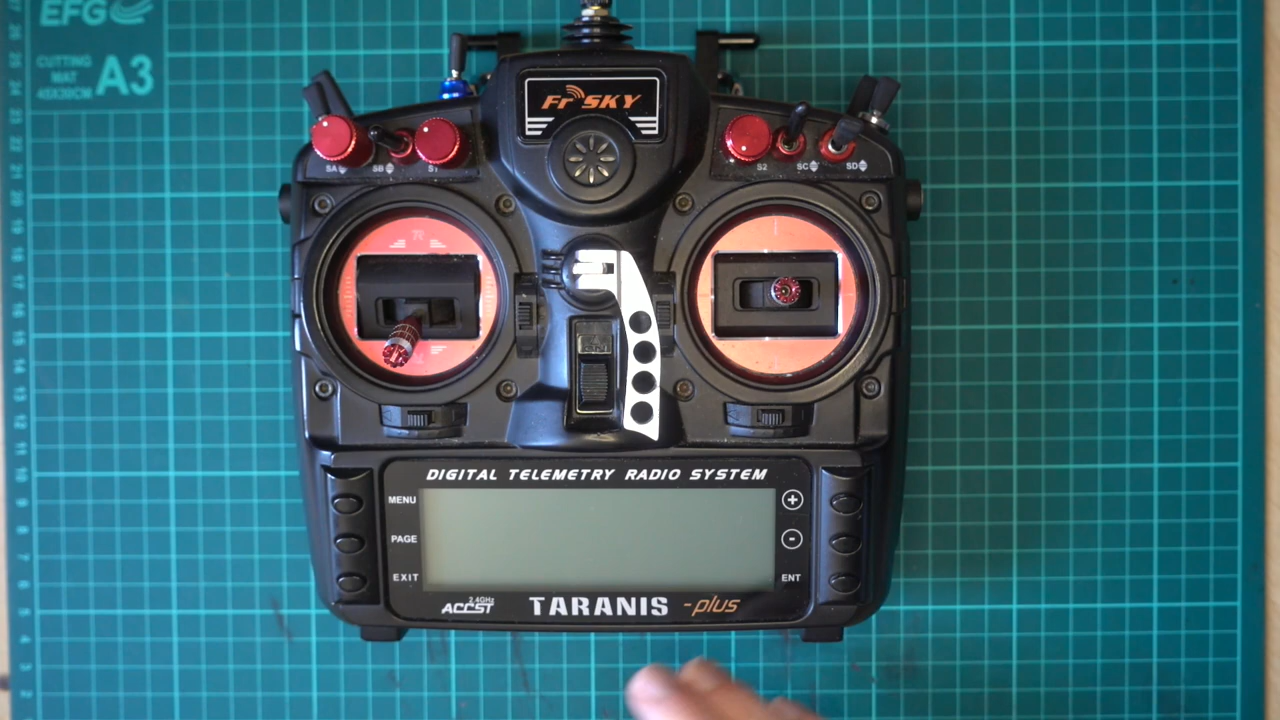 EFG
CUTTING
MAT
45X30CM
A3
FrSKY
SA
SB
S1
S2
SC
SD
DIGITAL TELEMETRY RADIO SYSTEM
MENU
+
PAGE
-
EXIT
ENT
2.4GHz
ACCST
TARANIS -plus